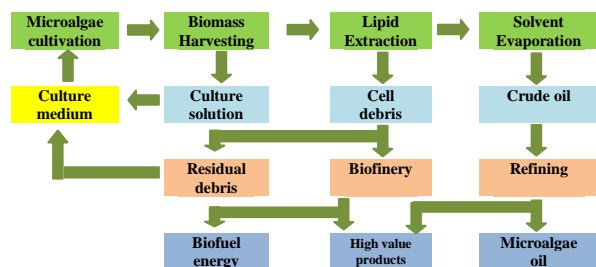 Microalgae
cultivation
Biomass
Harvesting
Lipid
Extraction
Solvent
Evaporation
Culture
medium
Culture
solution
Cell
debris
Crude oil
Residual
debris
Biofinery
Refining
Biofuel
energy
High value
products
Microalgae
oil